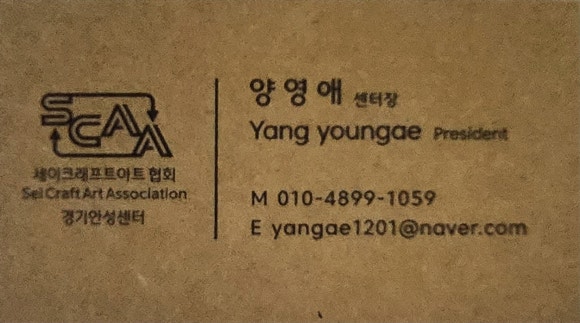 SCAA
세이크래프트아트 협회
Sei Craft Art Association
경기안성센터
양영애 센터장
Yang youngae President
M 010-4899-1059
E yangae1201@naver.com